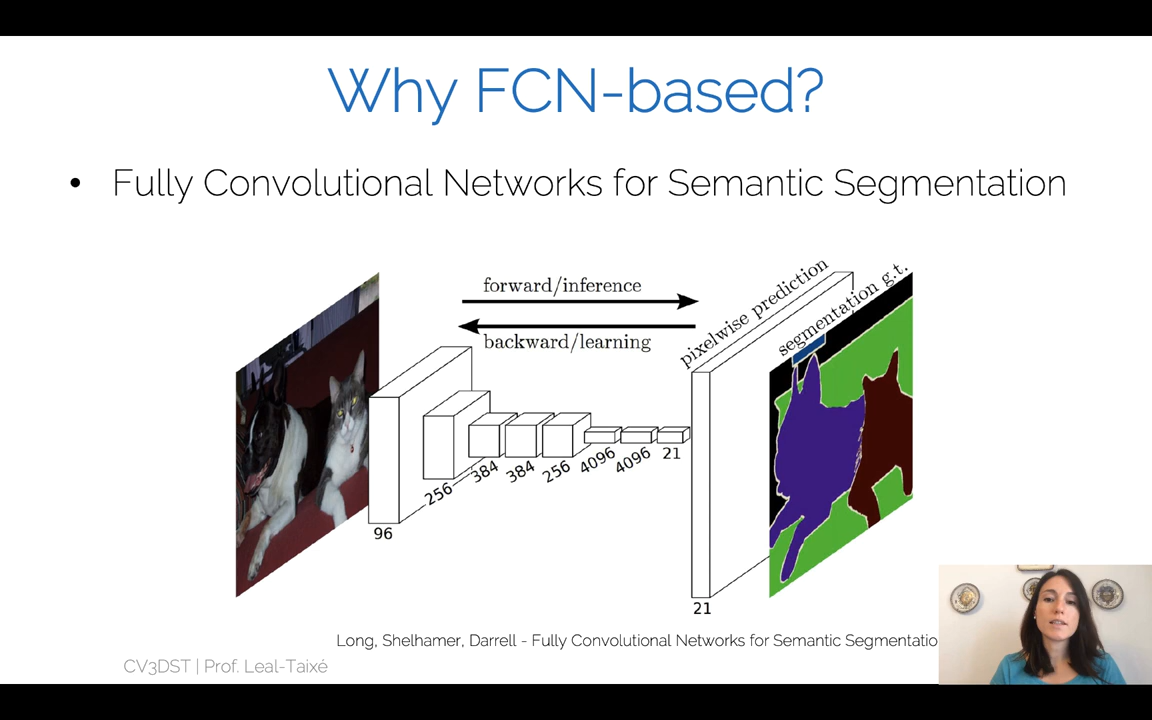 Why FCN-based?
• Fully Convolutional Networks for Semantic Segmentation
forward/inference
backward/learning
pixelwise prediction
segmentation g.t.
96
256
384
384
256
4096
4096
21
21
Long, Shelhamer, Darrell - Fully Convolutional Networks for Semantic Segmentatio
CV3DST | Prof. Leal-Taixé